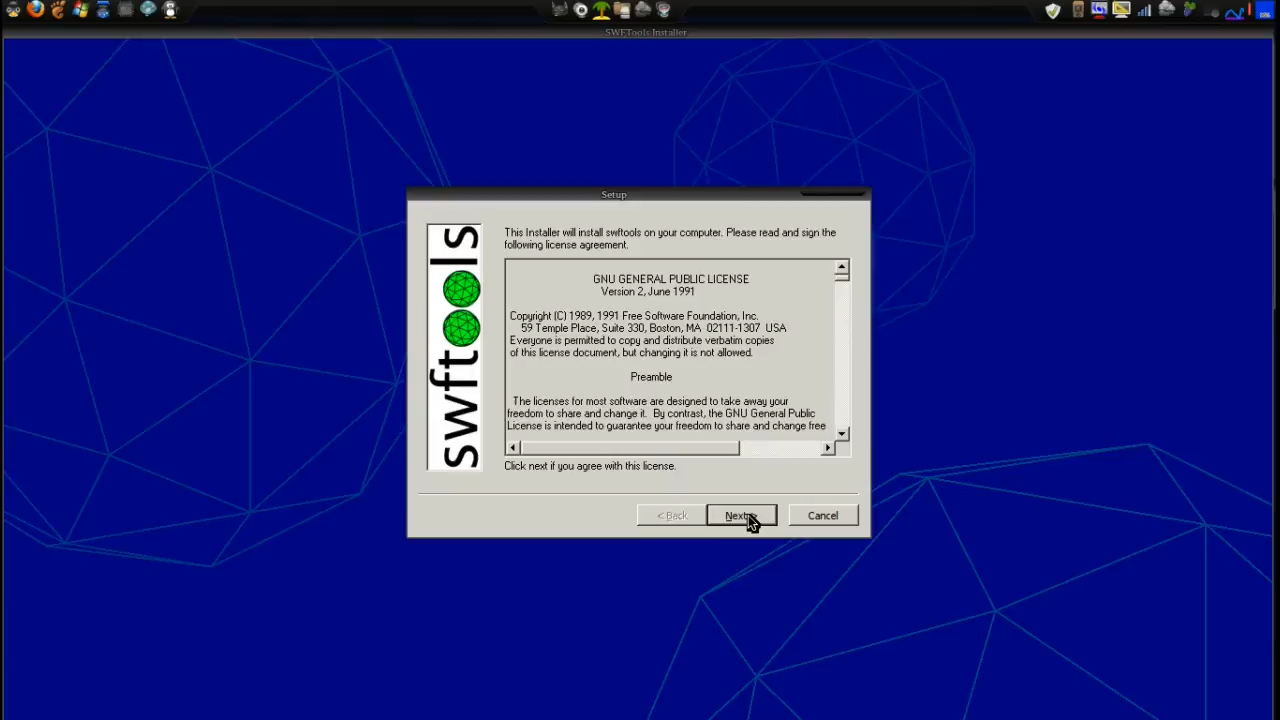 SWFTools Installer
Setup
swftools
This Installer will install swftools on your computer. Please read and sign the
following license agreement.
GNU GENERAL PUBLIC LICENSE
Version 2, June 1991
Copyright (C) 1989, 1991 Free Software Foundation, Inc.
59 Temple Place, Suite 330, Boston, MA 02111-1307 USA
Everyone is permitted to copy and distribute verbatim copies
of this license document, but changing it is not allowed.
Preamble
The licenses for most software are designed to take away your
freedom to share and change it. By contrast, the GNU General Public
License is intended to guarantee your freedom to share and change free
Click next if you agree with this license.
< Back
Next
Cancel